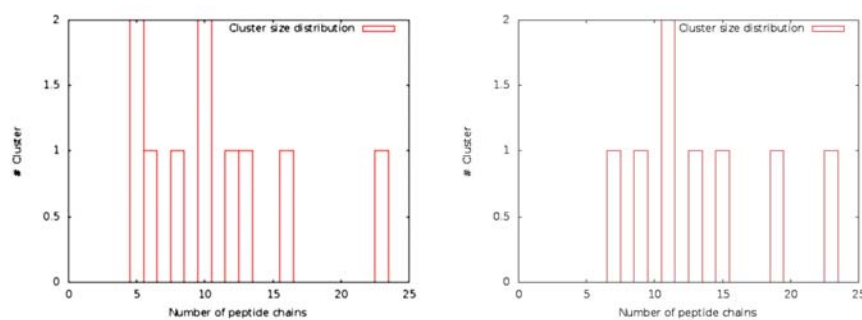 Cluster size distribution
2
1.5
1
0.5
0
# Cluster
0 5 10 15 20 25
Number of peptide chains
Cluster size distribution
2
1.5
1
0.5
0
# Cluster
0 5 10 15 20 25
Number of peptide chains